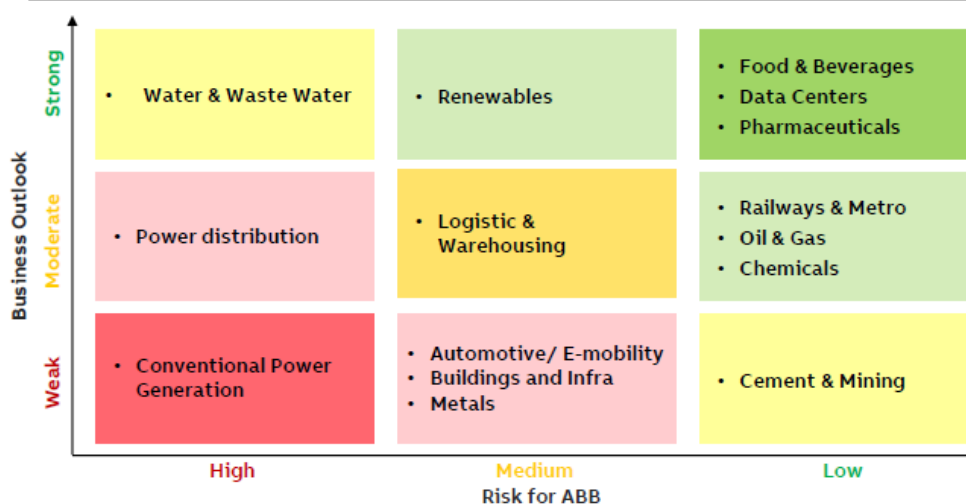 Business Outlook
Strong
• Water & Waste Water
• Renewables
• Food & Beverages
• Data Centers
• Pharmaceuticals
Moderate
• Power distribution
• Logistic &
Warehousing
• Railways & Metro
• Oil & Gas
• Chemicals
Weak
• Conventional Power
Generation
• Automotive/ E-mobility
• Buildings and Infra
• Metals
• Cement & Mining
High
Medium
Low
Risk for ABB